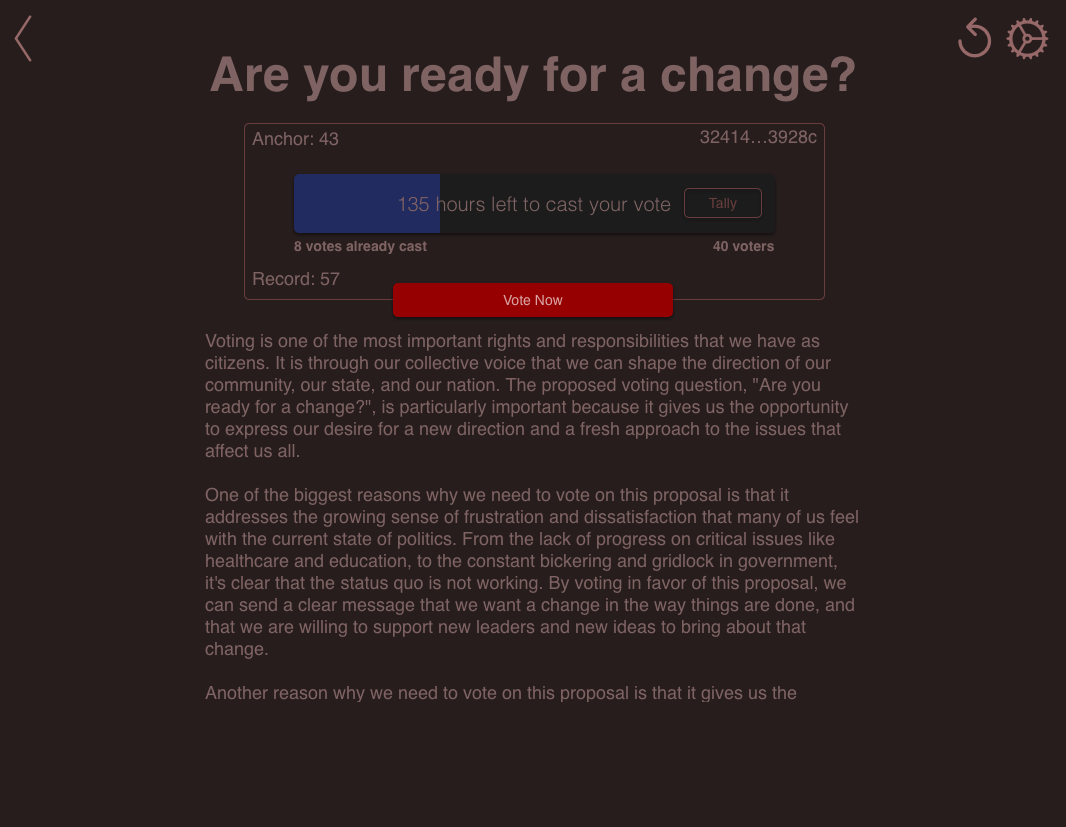 Are you ready for a change?
Anchor: 43
32414…3928c
135 hours left to cast your vote
Tally
8 votes already cast
40 voters
Record: 57
Vote Now
Voting is one of the most important rights and responsibilities that we have as
citizens. It is through our collective voice that we can shape the direction of our
community, our state, and our nation. The proposed voting question, "Are you
ready for a change?", is particularly important because it gives us the opportunity
to express our desire for a new direction and a fresh approach to the issues that
affect us all.
One of the biggest reasons why we need to vote on this proposal is that it
addresses the growing sense of frustration and dissatisfaction that many of us feel
with the current state of politics. From the lack of progress on critical issues like
healthcare and education, to the constant bickering and gridlock in government,
it's clear that the status quo is not working. By voting in favor of this proposal, we
can send a clear message that we want a change in the way things are done, and
that we are willing to support new leaders and new ideas to bring about that
change.
Another reason why we need to vote on this proposal is that it gives us the